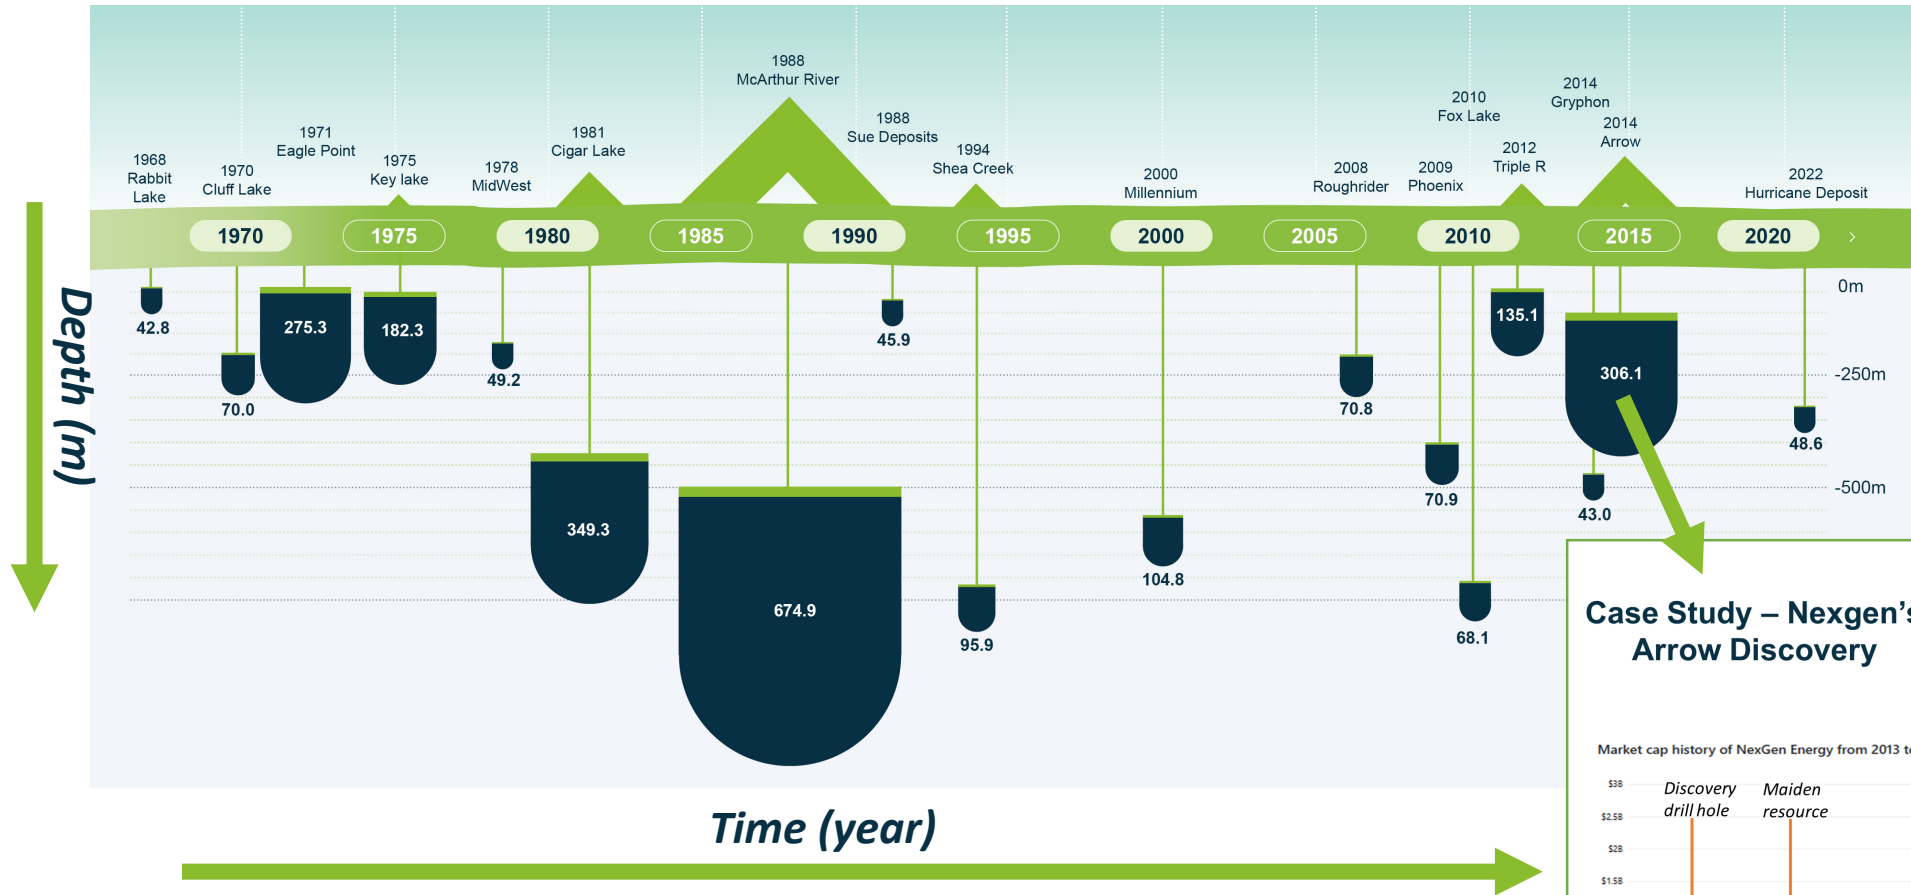 1968
Rabbit
Lake
1970
Cluff Lake
1971
Eagle Point
1975
Key lake
1978
MidWest
1981
Cigar Lake
1988
McArthur River
1988
Sue Deposits
1994
Shea Creek
2000
Millennium
2008
Roughrider
2009
Phoenix
2010
Fox Lake
2012
Triple R
2014
Gryphon
2014
Arrow
2022
Hurricane Deposit
1970
1975
1980
1985
1990
1995
2000
2005
2010
2015
2020
Depth (m)
0m
-250m
-500m
42.8
70.0
275.3
182.3
49.2
349.3
674.9
45.9
95.9
104.8
70.8
70.9
68.1
135.1
306.1
43.0
48.6
Time (year)
Case Study – Nexgen's
Arrow Discovery
Market cap history of NexGen Energy from 2013 to
$3B
$2.5B
$2B
$1.5B
Discovery
drill hole
Maiden
resource